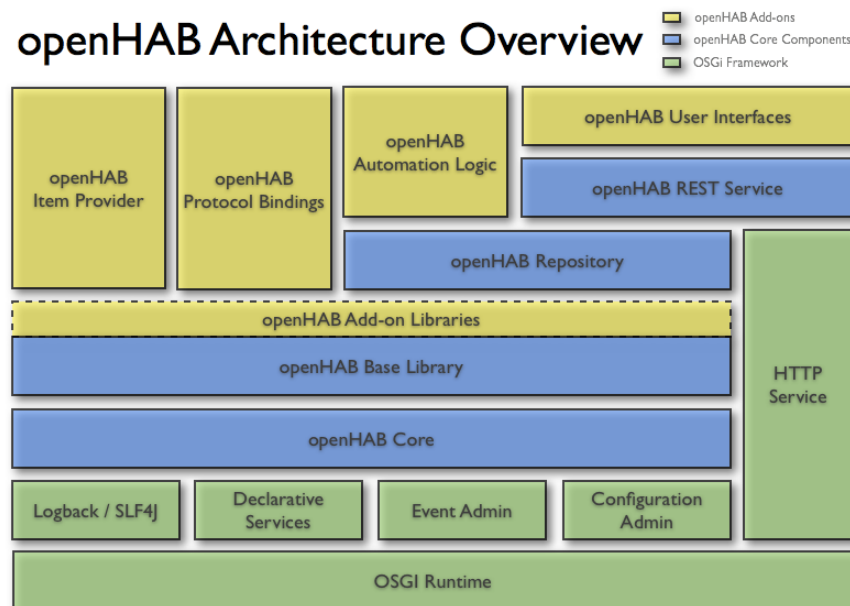 openHAB Architecture Overview
openHAB Add-ons
openHAB Core Components
OSGi Framework
openHAB
Item Provider
openHAB
Protocol Bindings
openHAB
Automation Logic
openHAB User Interfaces
openHAB REST Service
openHAB Repository
openHAB Add-on Libraries
openHAB Base Library
HTTP
Service
openHAB Core
Logback / SLF4J
Declarative
Services
Event Admin
Configuration
Admin
OSGI Runtime